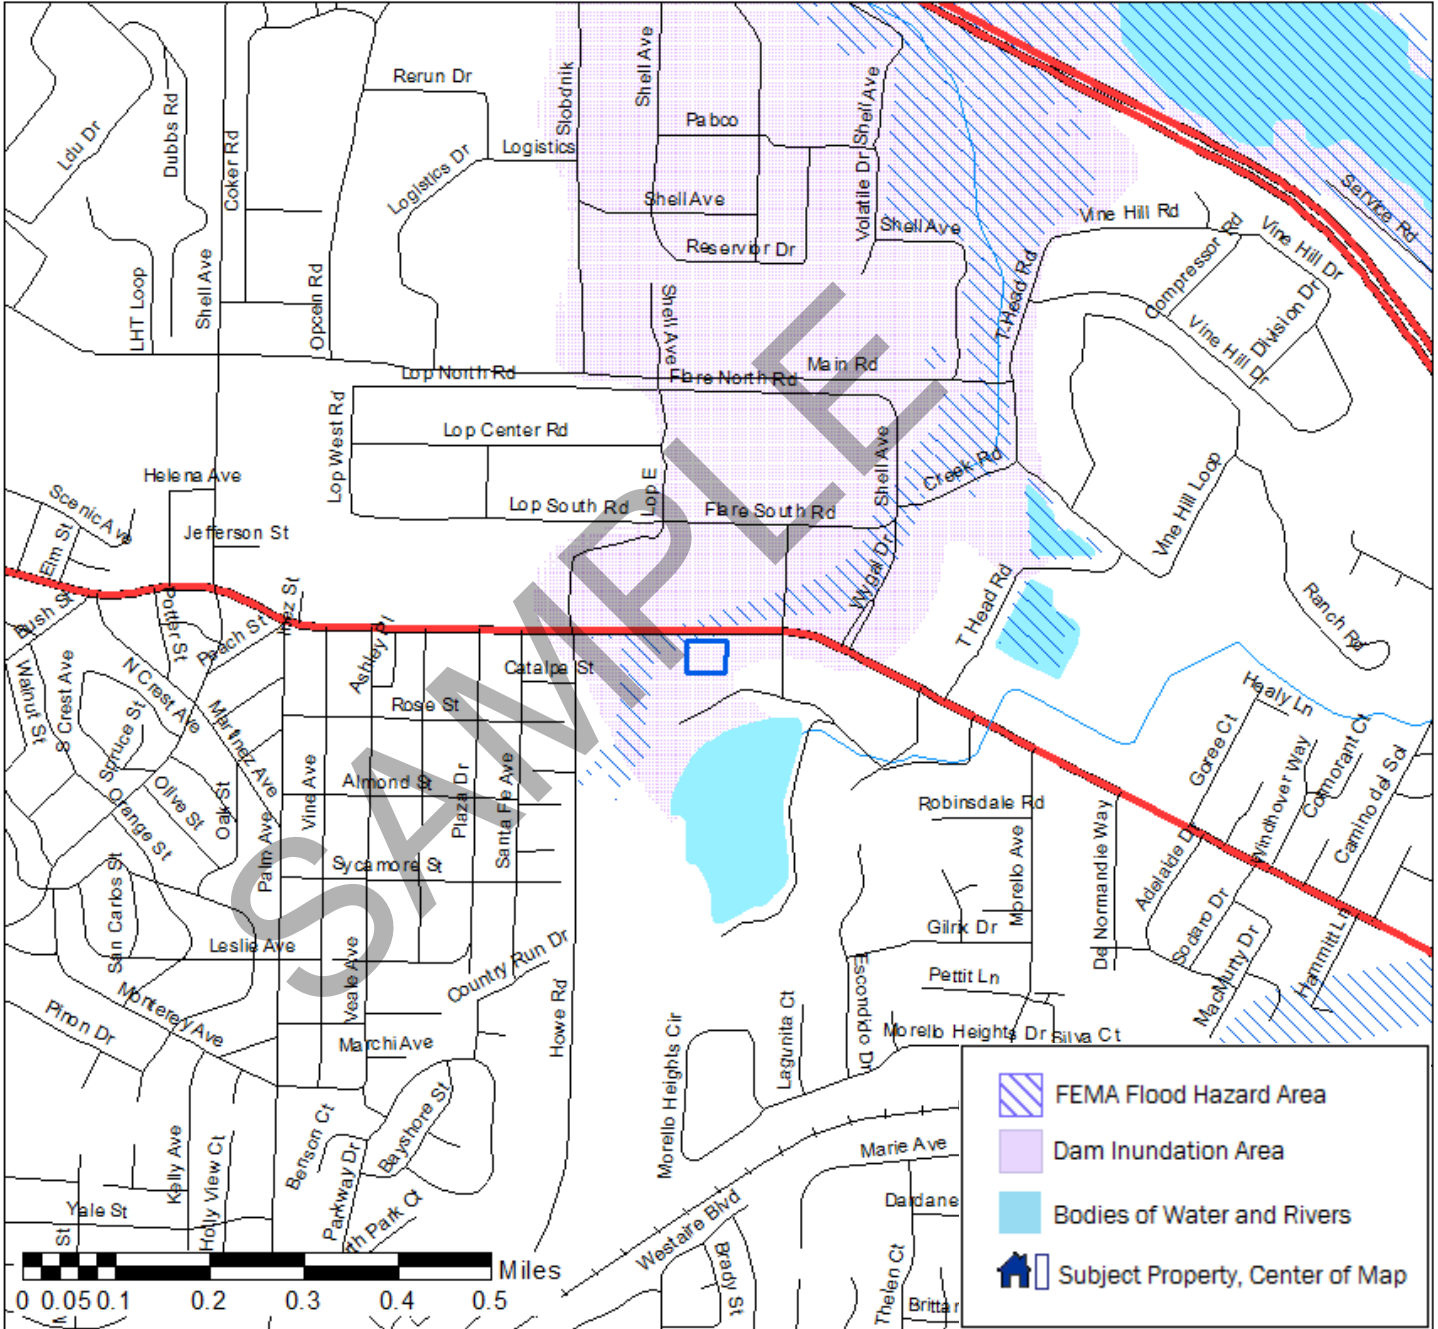 Rerun Dr
Slobdnik
Shell Ave
Shell Ave
Ldu Dr
Dubbs Rd
Coker Rd
Logistics
Logistics Dr
Pabco
Volatile Dr
Shell Ave
Shell Ave
Reservior Dr
Vine Hill Rd
Service Rd
Compressor Rd
Vine Hill Dr
Division Dr
Vine Hill Dr
T Head Rd
LHT Loop
Shell Ave
Opcen Rd
Shell Ave
Lop North Rd
Flare North Rd
Main Rd
Lop West Rd
Lop Center Rd
Lop E
Lop South Rd
Flare South Rd
Shell Ave
Creek Rd
Vine Hill Loop
Helena Ave
Scenic Ave
Elm St
Jefferson St
Bush St
Potter St
Peach St
Inez St
Ashley Pl
Wygal Dr
T Head Rd
Ranch Rd
Catalpa St
Walnut St
S Crest Ave
N Crest Ave
Spruce St
Martinez Ave
Rose St
Healy Ln
Goree Ct
Windhover Way
Cormorant Ct
Camino del Sol
Orange St
Olive St
Oak St
Vine Ave
Almond St
Plaza Dr
Santa Fe Ave
Robinsdale Rd
Palm Ave
Sycamore St
San Carlos St
Leslie Ave
Veale Ave
Country Run Dr
Howe Rd
Morello Ave
De Normandie Way
Adelaide Dr
Sodaro Dr
MacMurty Dr
Hammitt Ln
Gilrix Dr
Pettit Ln
Escondido Dr
Lagunita Ct
Morello Heights Dr
Silva Ct
Morello Heights Cir
Monterey Ave
Pinon Dr
Marchi Ave
Benson Ct
Bayshore St
Parkway Dr
Kelly Ave
Holly View Ct
Yale St
St
rth Park Ct
Westaire Blvd
Brady St
Marie Ave
Dardane
Thelen Ct
Brittar
SAMPLE
FEMA Flood Hazard Area
Dam Inundation Area
Bodies of Water and Rivers
Subject Property, Center of Map
Miles
0 0.05 0.1 0.2 0.3 0.4 0.5